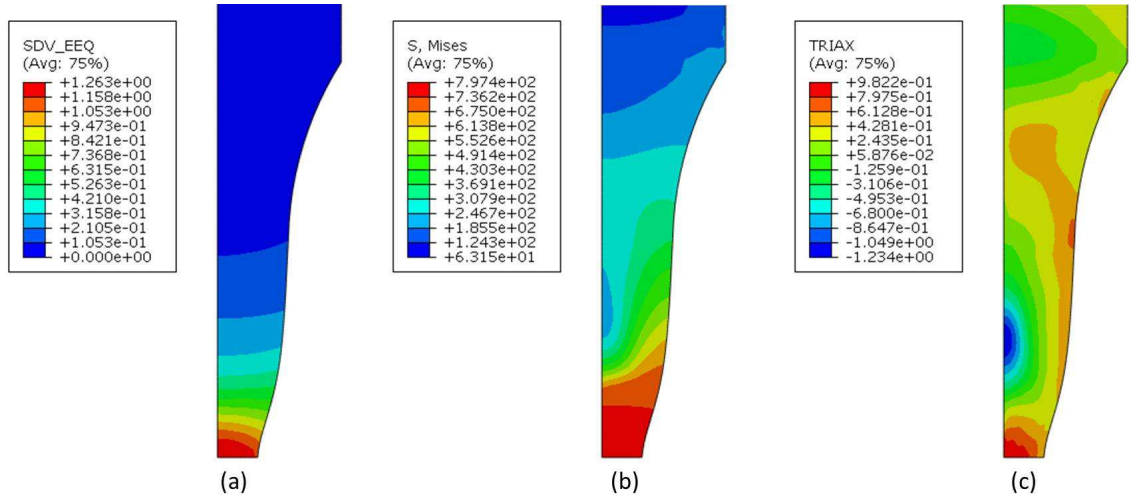 SDV_EEQ
(Avg: 75%)
+1.263e+00
+1.158e+00
+1.053e+00
+9.473e-01
+8.421e-01
+7.368e-01
+6.315e-01
+5.263e-01
+4.210e-01
+3.158e-01
+2.105e-01
+1.053e-01
+0.000e+00
(a)
S, Mises
(Avg: 75%)
+7.974e+02
+7.362e+02
+6.750e+02
+6.138e+02
+5.526e+02
+4.914e+02
+4.303e+02
+3.691e+02
+3.079e+02
+2.467e+02
+1.855e+02
+1.243e+02
+6.315e+01
(b)
TRIAX
(Avg: 75%)
+9.822e-01
+7.975e-01
+6.128e-01
+4.281e-01
+2.435e-01
+5.876e-02
-1.259e-01
-3.106e-01
-4.953e-01
-6.800e-01
-8.647e-01
-1.049e+00
-1.234e+00
(c)